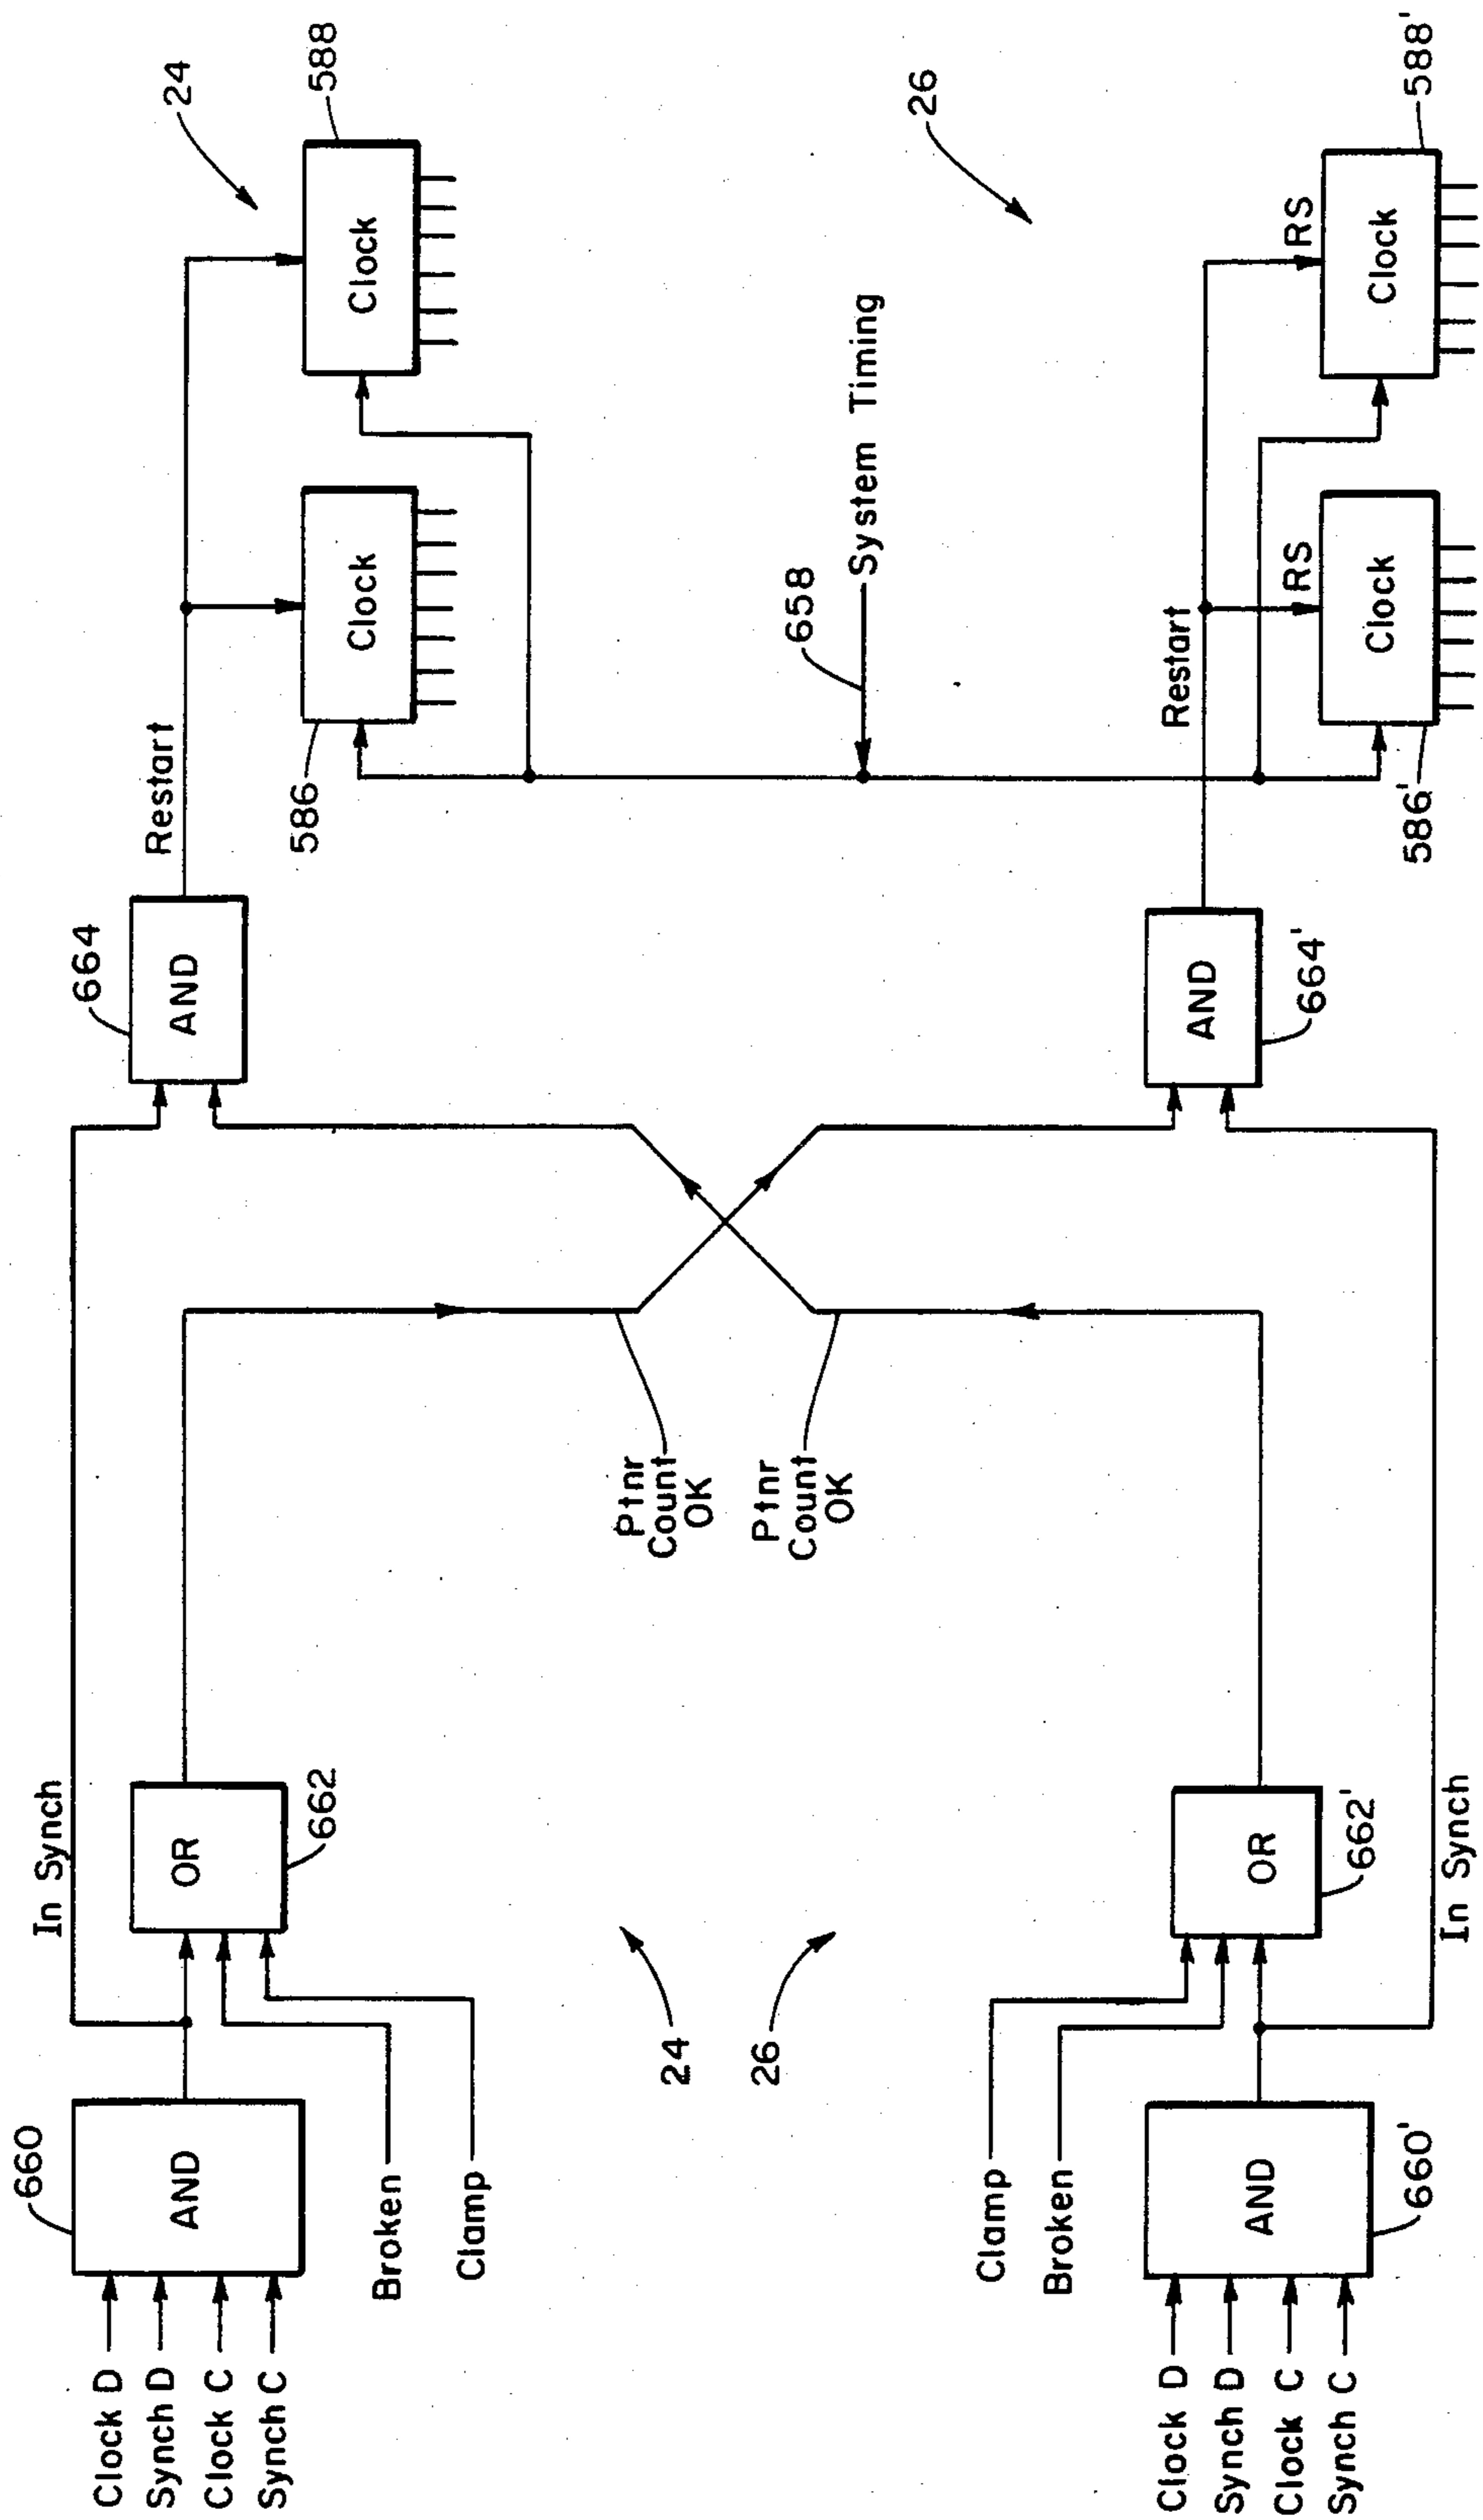 660
Clock D
Synch D
Clock C
Synch C
AND
In Synch
OR
662
Broken
Clamp
664
AND
Restart
24
Clock
586
Clock
588
24
Ptnr
Count
OK
Ptnr
Count
OK
26
658
System Timing
26
Clamp
Broken
Clock D
Synch D
Clock C
Synch C
AND
660'
OR
662'
In Synch
AND
664'
Restart
RS
Clock
586'
RS
Clock
588'